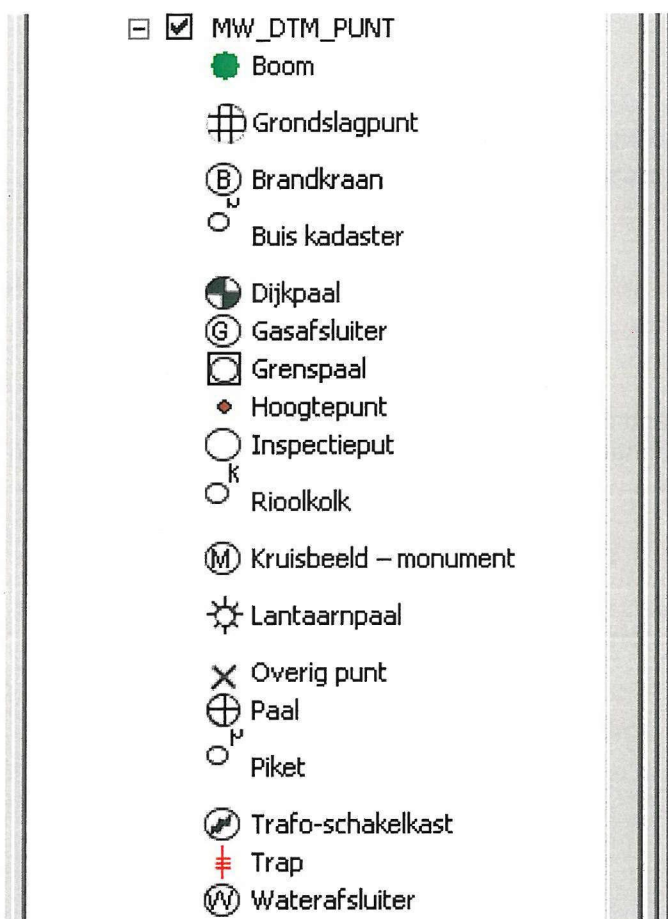 MW_DTM_PUNT
Boom
Grondslagpunt
B Brandkraan
Buis kadaster
Dijkpaal
G Gasafsluiter
Grenspaal
Hoogtepunt
Inspectieput
k
Rioolkolk
M Kruisbeeld – monument
Lantaarnpaal
Overig punt
Paal
Piket
Trafo-schakelkast
Trap
W Waterafsluiter